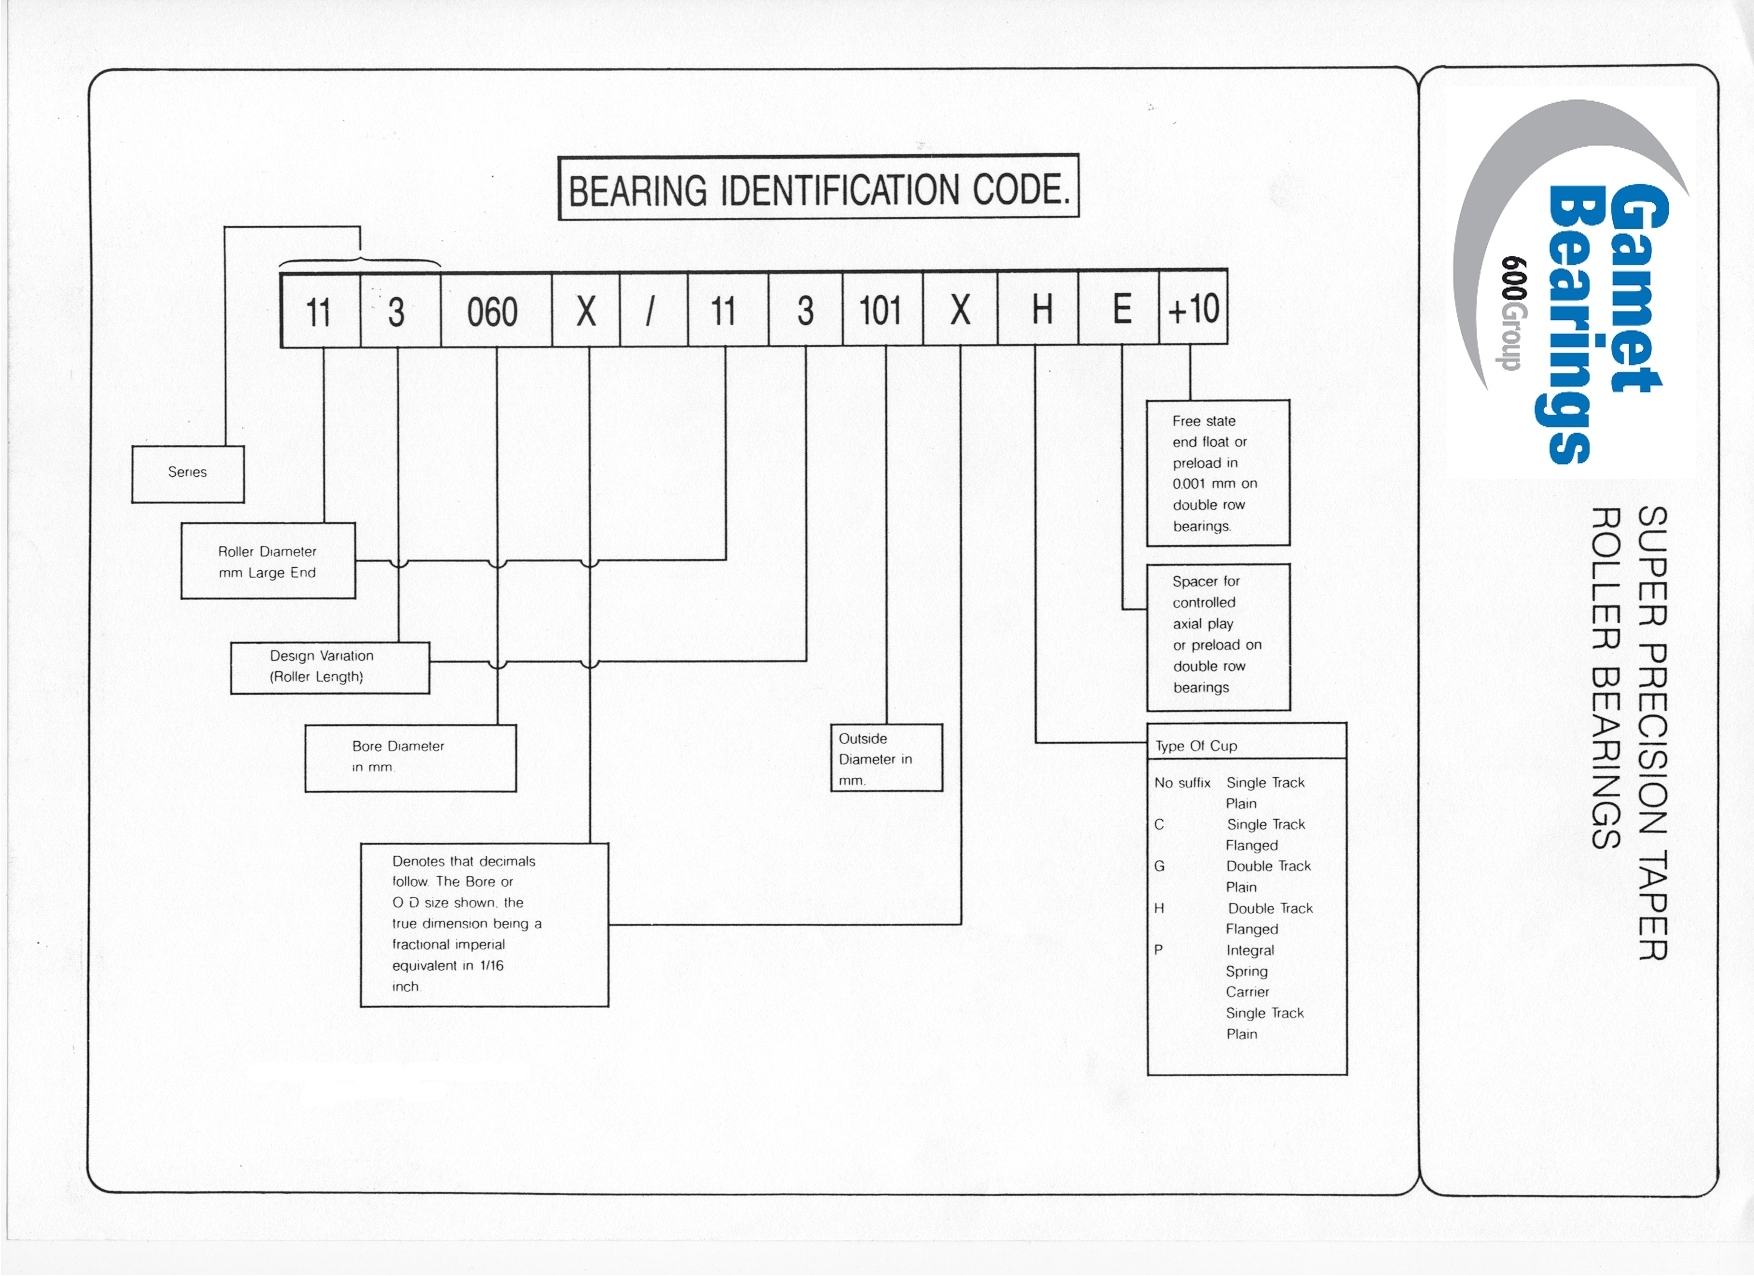 BEARING IDENTIFICATION CODE.
11 3 060 X / 11 3 101 X H E +10
Series
Roller Diameter
mm Large End
Design Variation
(Roller Length)
Bore Diameter
in mm.
Denotes that decimals
follow. The Bore or
O D size shown, the
true dimension being a
fractional imperial
equivalent in 1/16
inch.
Outside
Diameter in
mm.
Free state
end float or
preload in
0.001 mm on
double row
bearings.
Spacer for
controlled
axial play
or preload on
double row
bearings
Type Of Cup
No suffix Single Track
Plain
C Single Track
Flanged
G Double Track
Plain
H Double Track
Flanged
P Integral
Spring
Carrier
Single Track
Plain
Gamet
Bearings
600Group
SUPER PRECISION TAPER
ROLLER BEARINGS